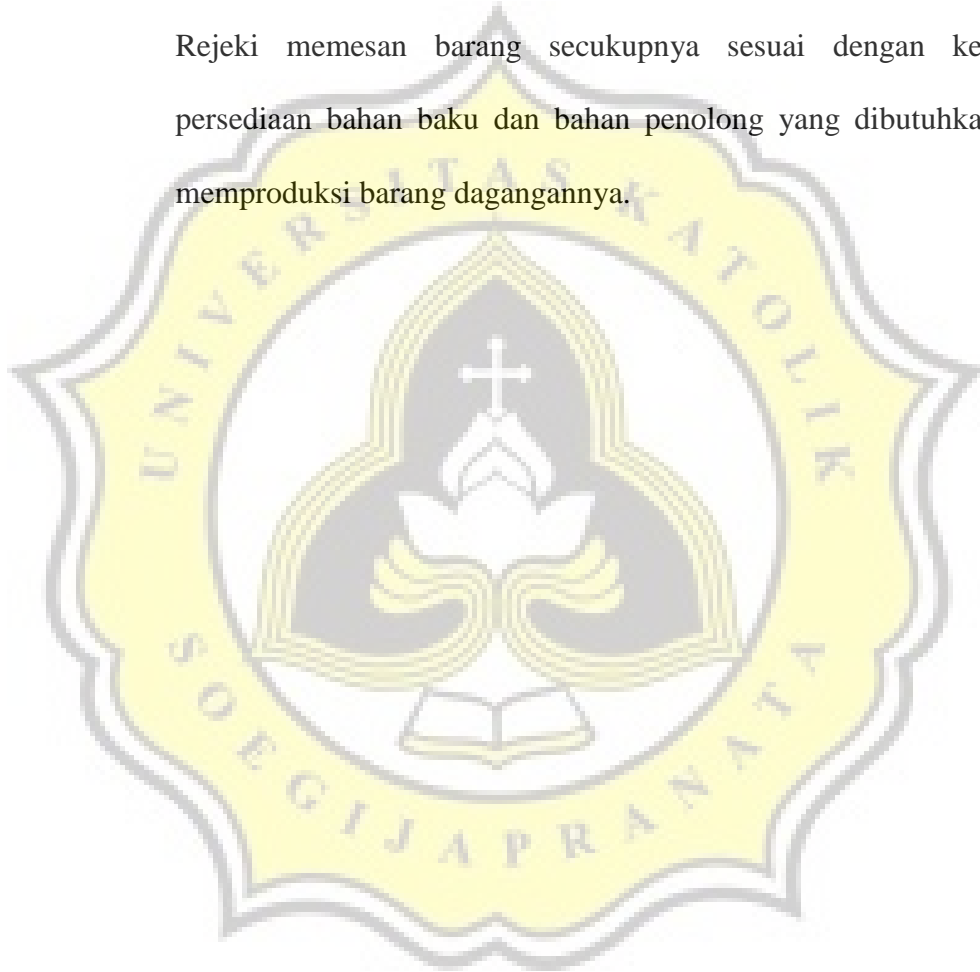 Rejeki memesan barang secukupnya sesuai dengan ke
persediaan bahan baku dan bahan penolong yang dibutuhka
memproduksi barang dagangannya.
UNIVERSITAS KATOLIK
SOEGIJAPRANATA